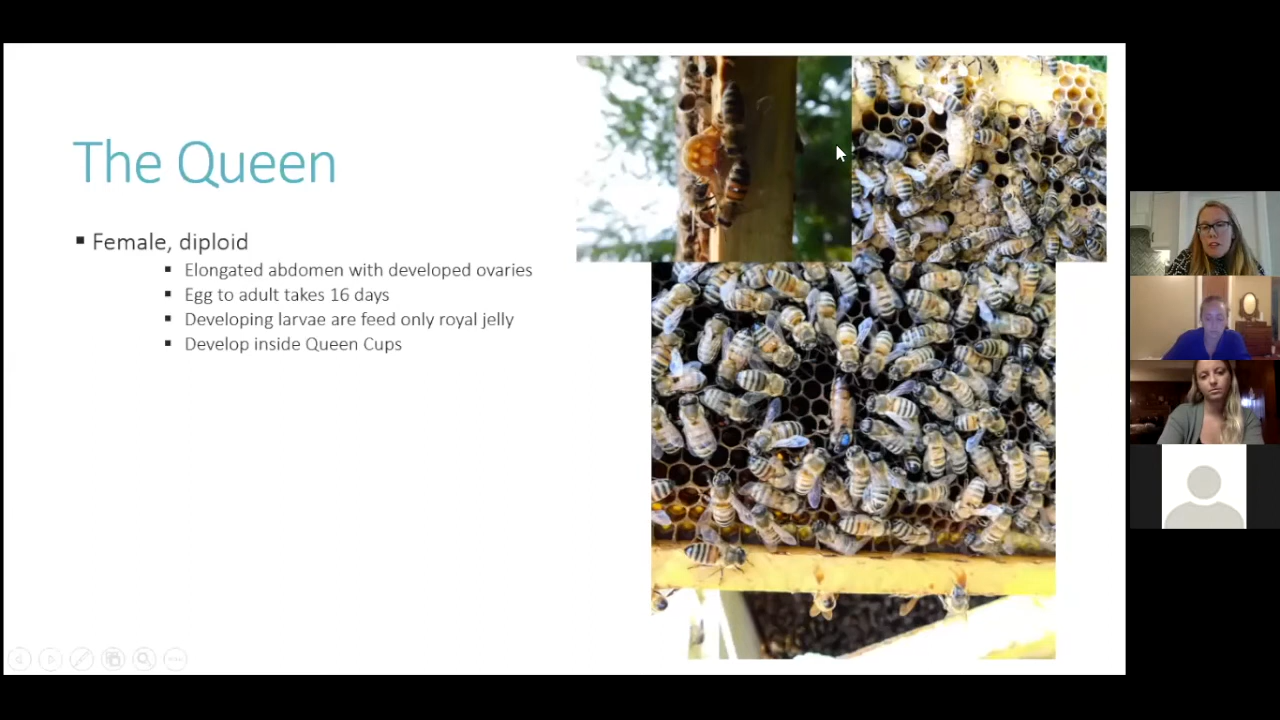 The Queen
Female, diploid
Elongated abdomen with developed ovaries
Egg to adult takes 16 days
Developing larvae are feed only royal jelly
Develop inside Queen Cups